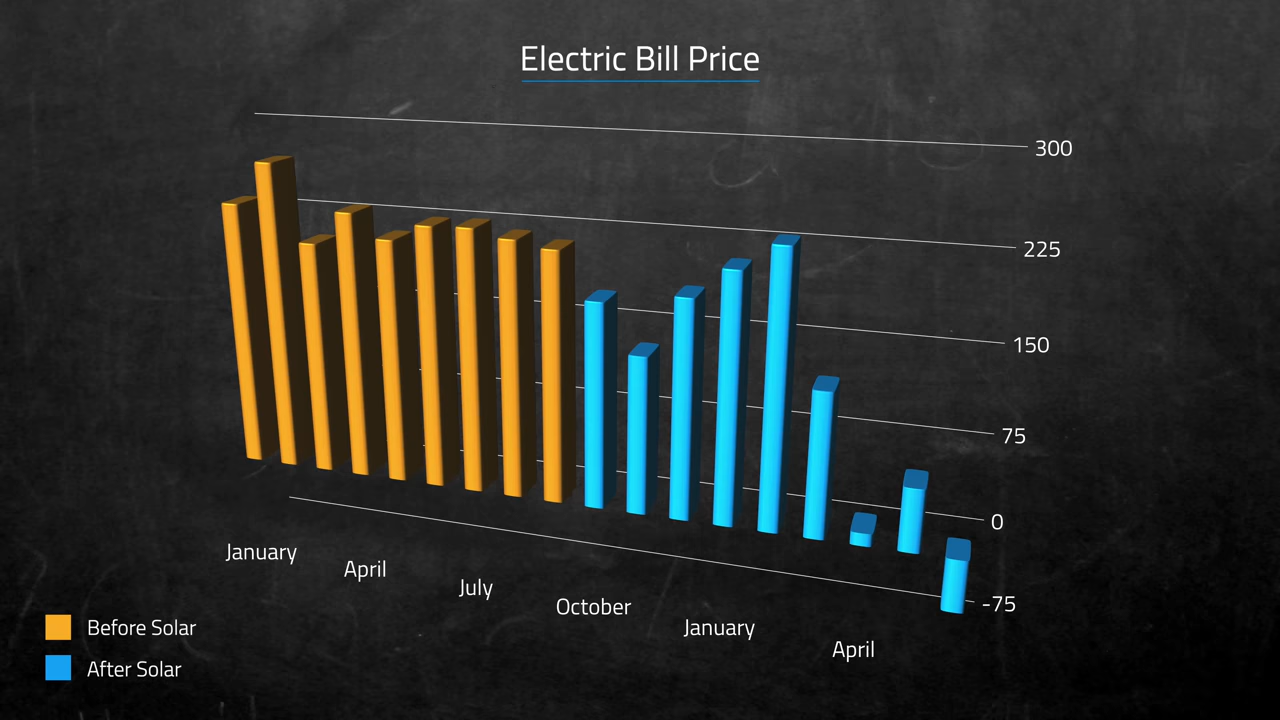 Electric Bill Price
300
225
150
75
0
-75
January
April
July
October
January
April
Before Solar
After Solar